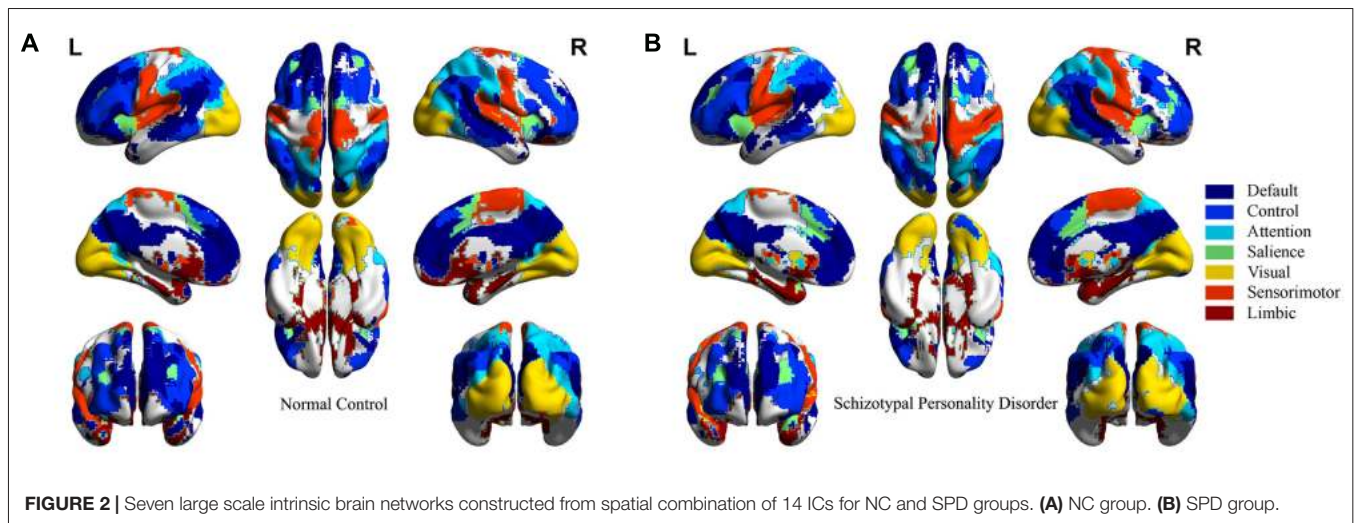 A
L
R
B
L
R
Default
Control
Attention
Salience
Visual
Sensorimotor
Limbic
Normal Control
Schizotypal Personality Disorder
FIGURE 2 | Seven large scale intrinsic brain networks constructed from spatial combination of 14 ICs for NC and SPD groups. (A) NC group. (B) SPD group.